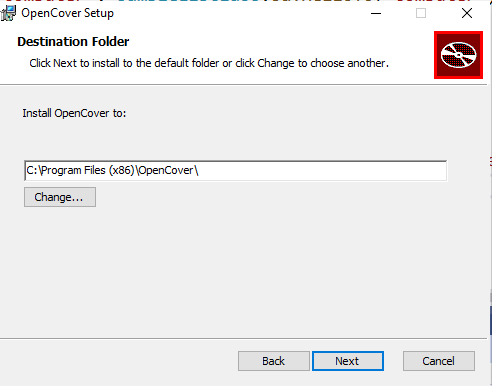 OpenCover Setup
Destination Folder
Click Next to install to the default folder or click Change to choose another.
Install OpenCover to:
C:\Program Files (x86)\OpenCover\
Change...
Back Next Cancel